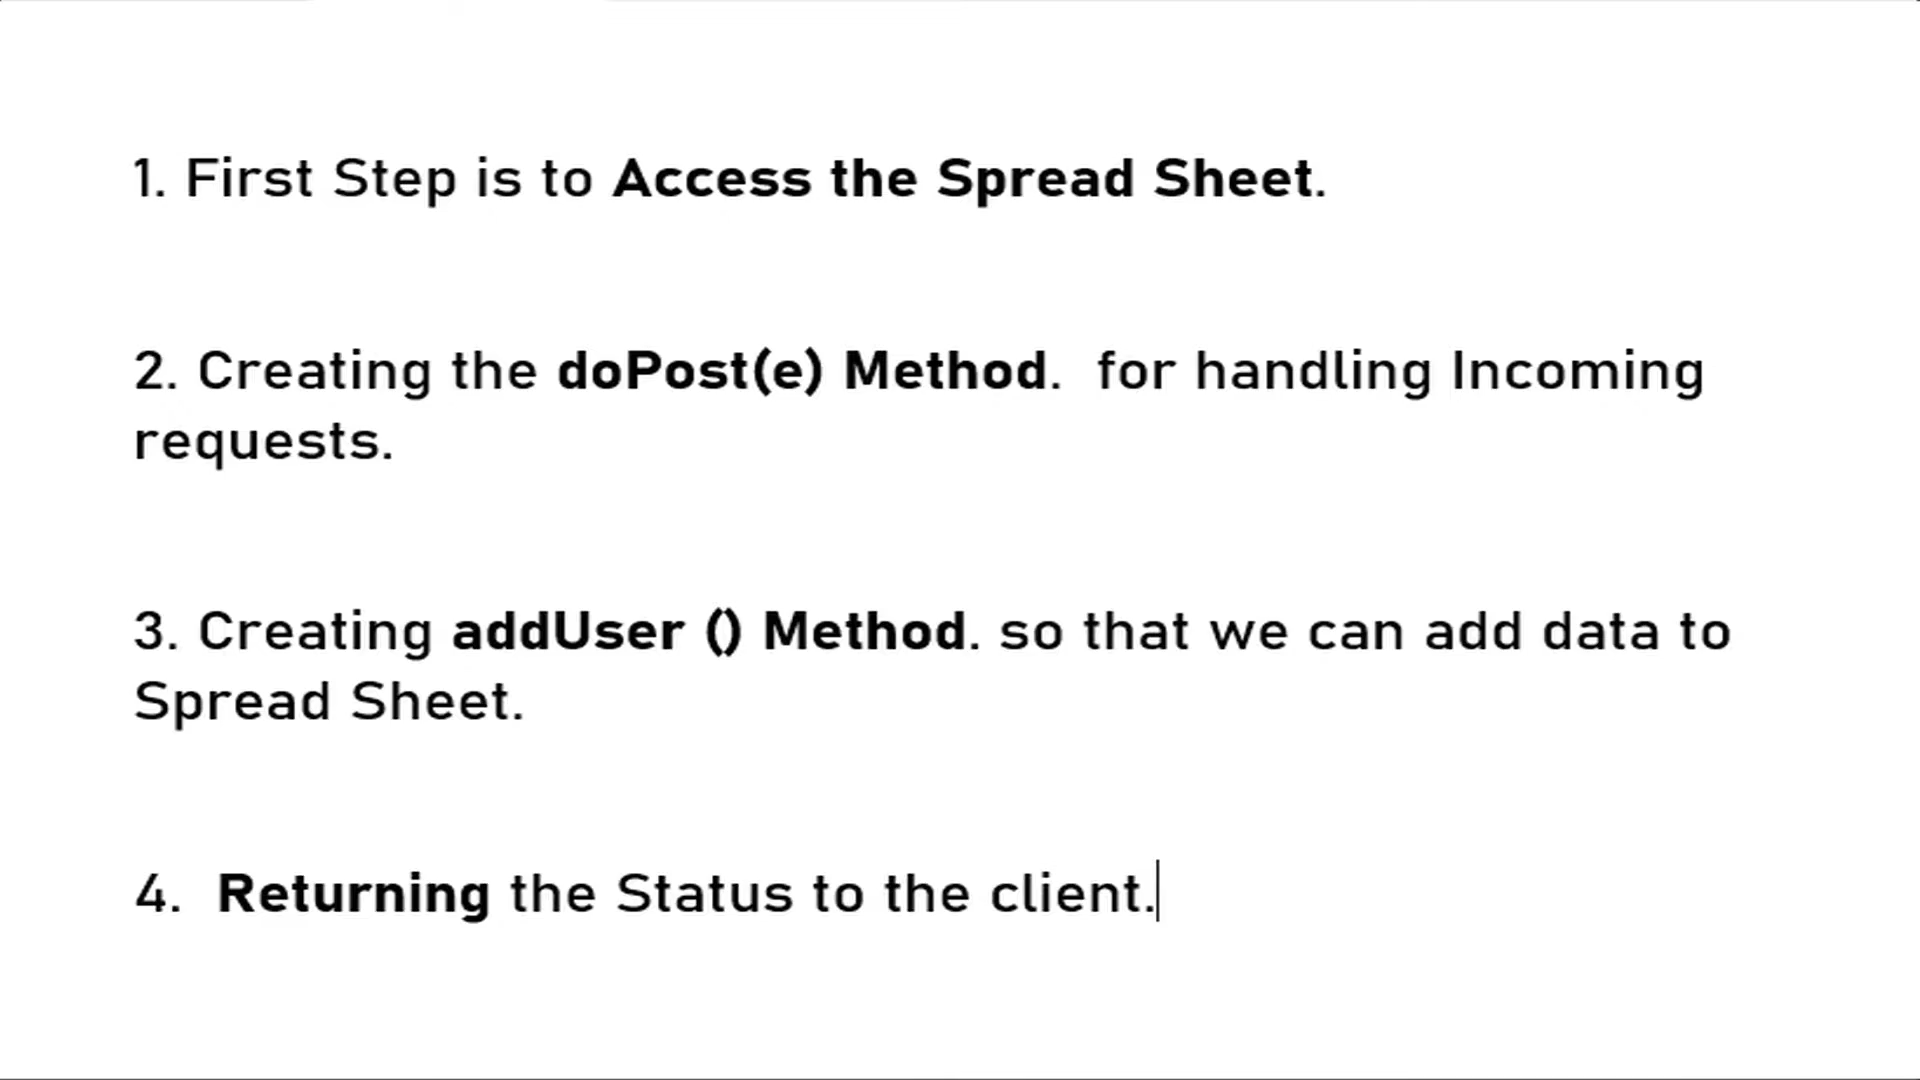 1. First Step is to Access the Spread Sheet.
2. Creating the doPost(e) Method.  for handling Incoming
requests.
3. Creating addUser () Method. so that we can add data to
Spread Sheet.
4.  Returning the Status to the client.